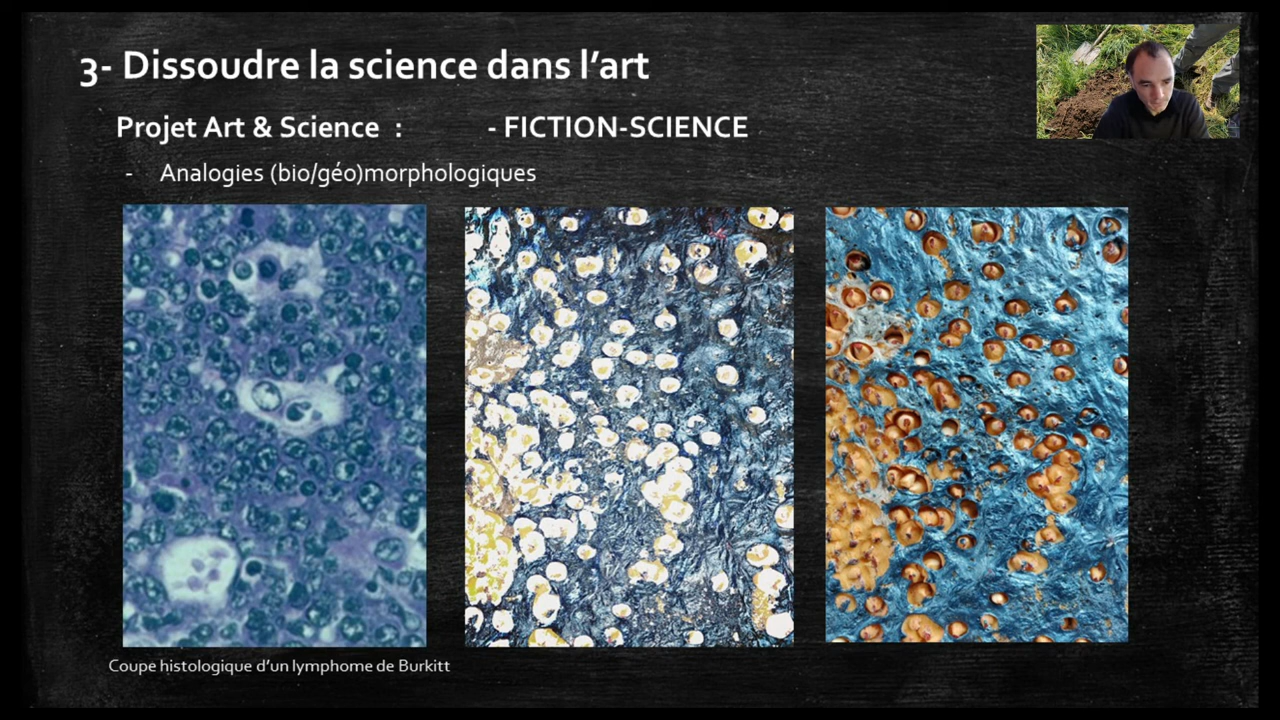 3- Dissoudre la science dans l'art
Projet Art & Science : - FICTION-SCIENCE
- Analogies (bio/géo)morphologiques
Coupe histologique d'un lymphome de Burkitt